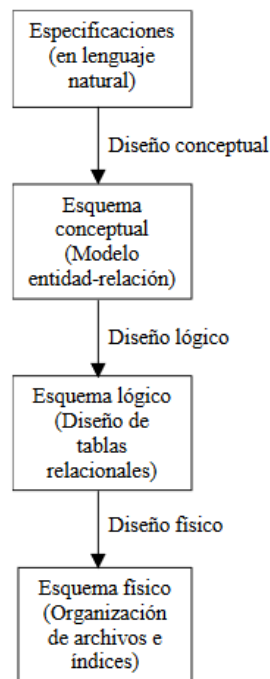 Especificaciones
(en lenguaje
natural)
Diseño conceptual
Esquema
conceptual
(Modelo
entidad-relación)
Diseño lógico
Esquema lógico
(Diseño de
tablas
relacionales)
Diseño físico
Esquema físico
(Organización
de archivos e
índices)